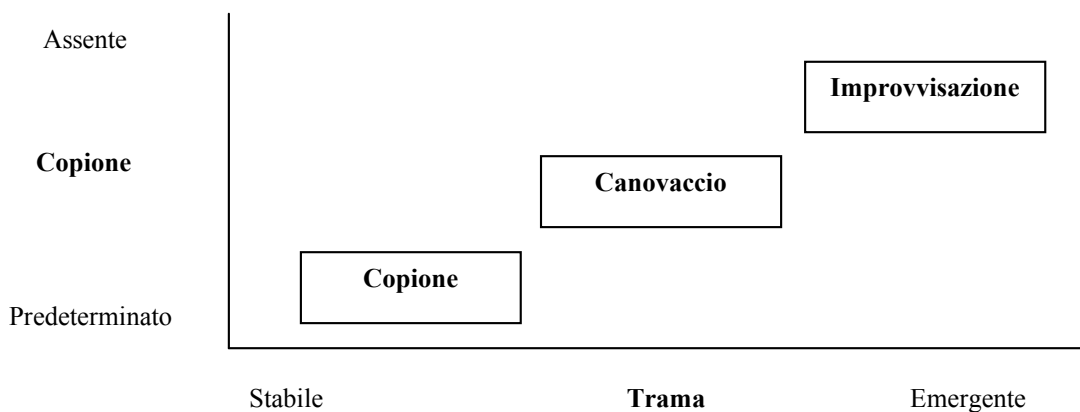 Assente
Improvvisazione
Copione
Canovaccio
Copione
Predeterminato
Stabile Trama Emergente